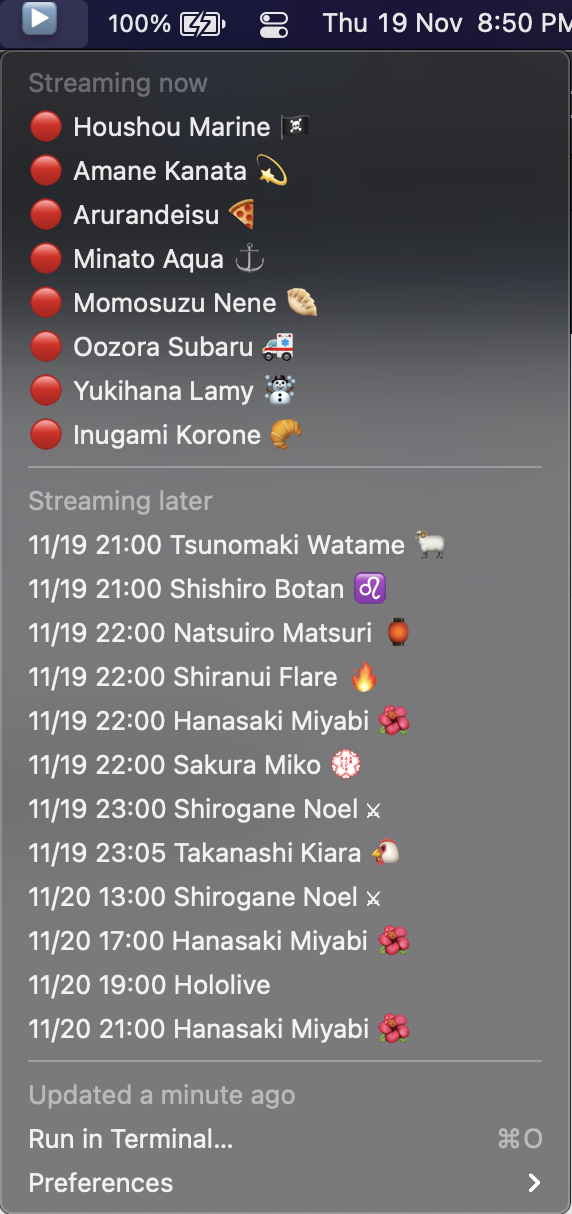 100% Thu 19 Nov 8:50 PM
Streaming now
🔴 Houshou Marine 🏴‍☠️
🔴 Amane Kanata 💫
🔴 Arurandeisu 🍕
🔴 Minato Aqua ⚓
🔴 Momosuzu Nene 🥟
🔴 Oozora Subaru 🚑
🔴 Yukihana Lamy ☃️
🔴 Inugami Korone 🥐
Streaming later
11/19 21:00 Tsunomaki Watame 🐏
11/19 21:00 Shishiro Botan ♌
11/19 22:00 Natsuiro Matsuri 🏮
11/19 22:00 Shiranui Flare 🔥
11/19 22:00 Hanasaki Miyabi 🌺
11/19 22:00 Sakura Miko 💮
11/19 23:00 Shirogane Noel ⚔
11/19 23:05 Takanashi Kiara 🐔
11/20 13:00 Shirogane Noel ⚔
11/20 17:00 Hanasaki Miyabi 🌺
11/20 19:00 Hololive
11/20 21:00 Hanasaki Miyabi 🌺
Updated a minute ago
Run in Terminal... ⌘O
Preferences